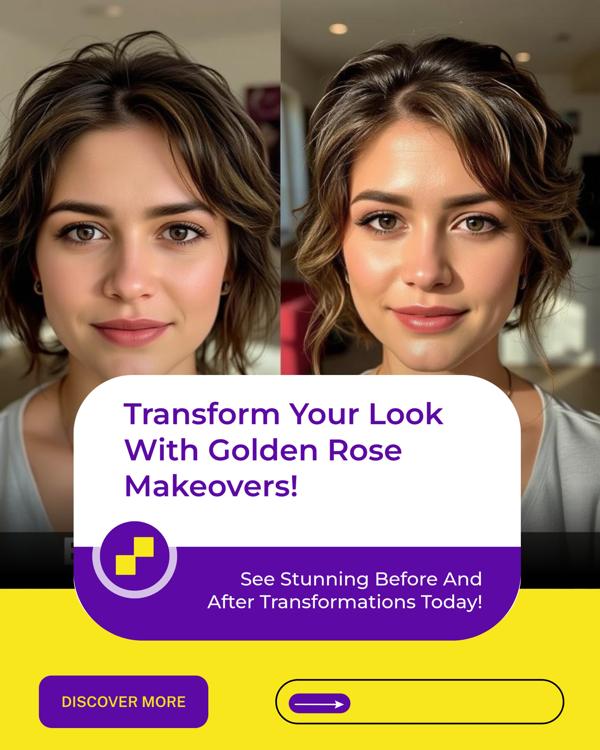 Transform Your Look
With Golden Rose
Makeovers!
See Stunning Before And
After Transformations Today!
DISCOVER MORE